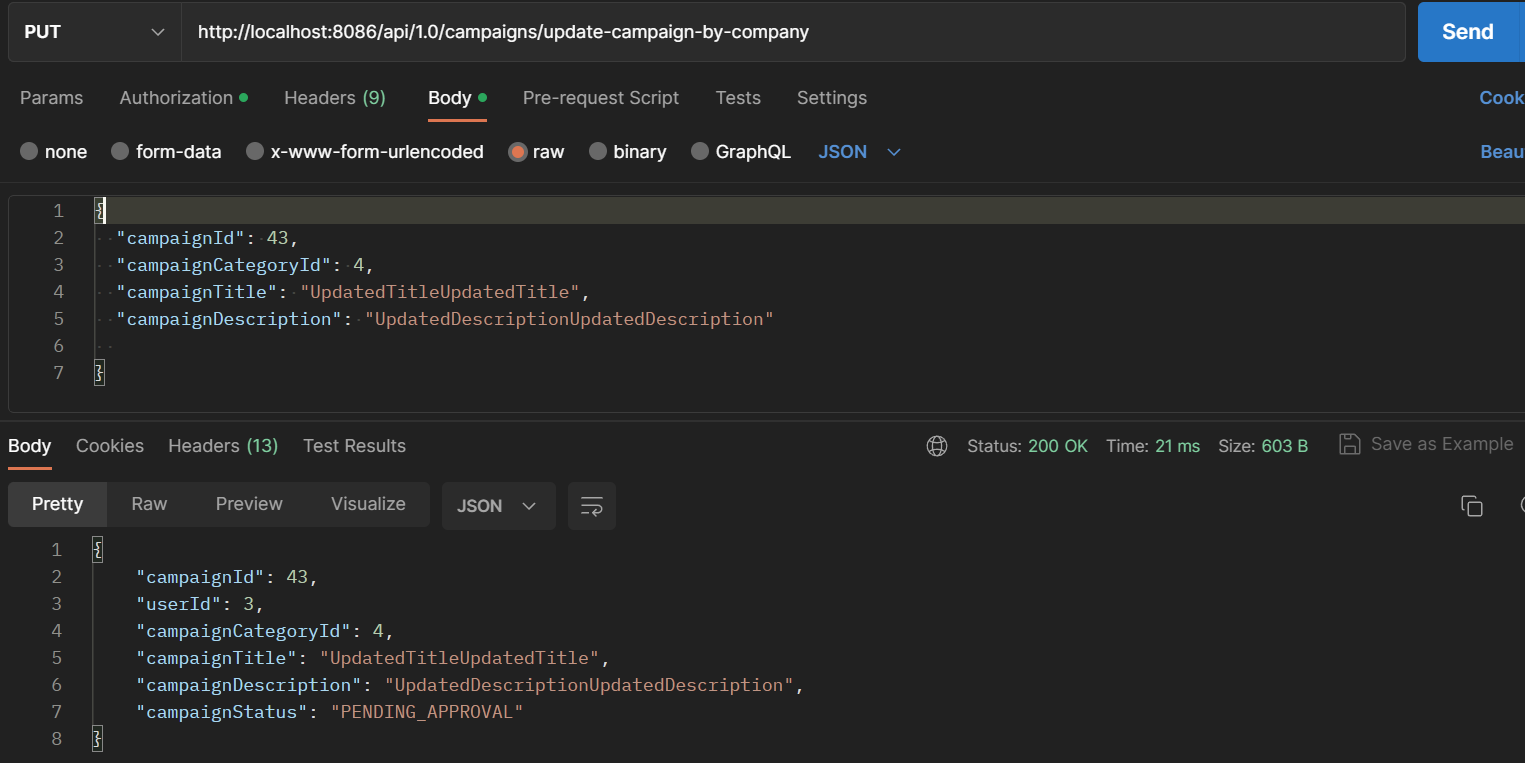 PUT http://localhost:8086/api/1.0/campaigns/update-campaign-by-company Send
Params Authorization Headers (9) Body Pre-request Script Tests Settings Cook
none form-data x-www-form-urlencoded raw binary GraphQL JSON Beau
1 {
2 "campaignId": 43,
3 "campaignCategoryId": 4,
4 "campaignTitle": "UpdatedTitleUpdatedTitle",
5 "campaignDescription": "UpdatedDescriptionUpdatedDescription"
6
7 }
Body Cookies Headers (13) Test Results Status: 200 OK Time: 21 ms Size: 603 B Save as Example
Pretty Raw Preview Visualize JSON
1 {
2 "campaignId": 43,
3 "userId": 3,
4 "campaignCategoryId": 4,
5 "campaignTitle": "UpdatedTitleUpdatedTitle",
6 "campaignDescription": "UpdatedDescriptionUpdatedDescription",
7 "campaignStatus": "PENDING_APPROVAL"
8 }